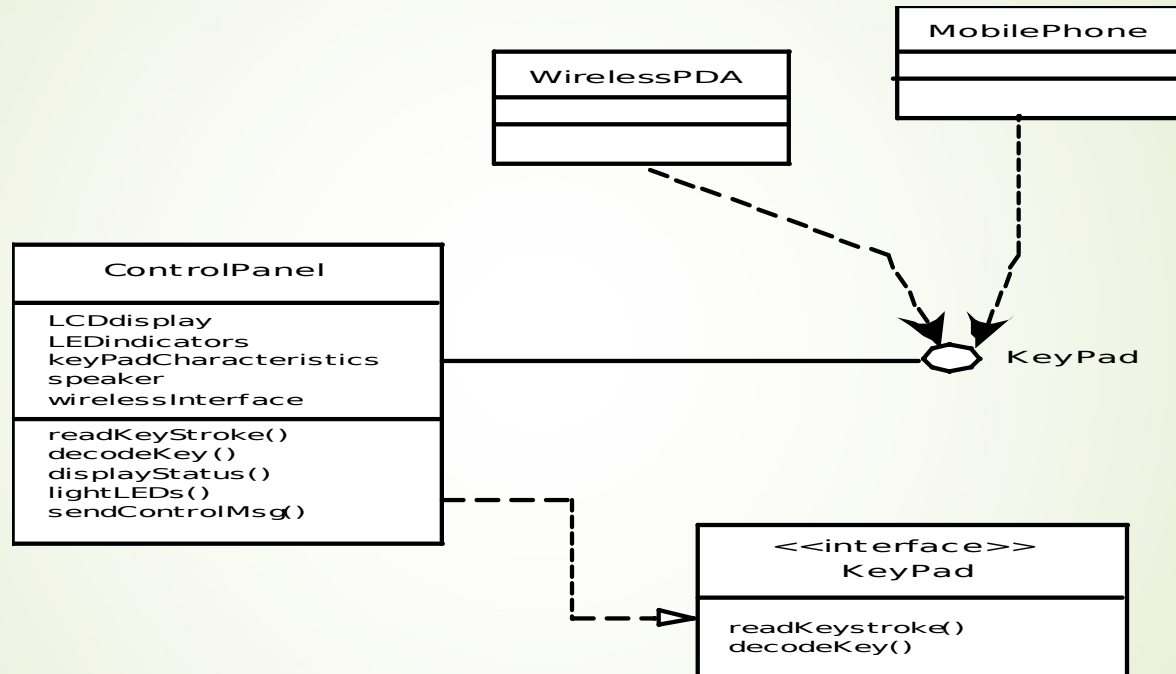 MobilePhone
WirelessPDA
ControlPanel
LCDdisplay
LEDindicators
keyPadCharacteristics
speaker
wirelessInterface
readKeyStroke()
decodeKey()
displayStatus()
lightLEDs()
sendControlMsg()
KeyPad
<<interface>>
KeyPad
readKeystroke()
decodeKey()